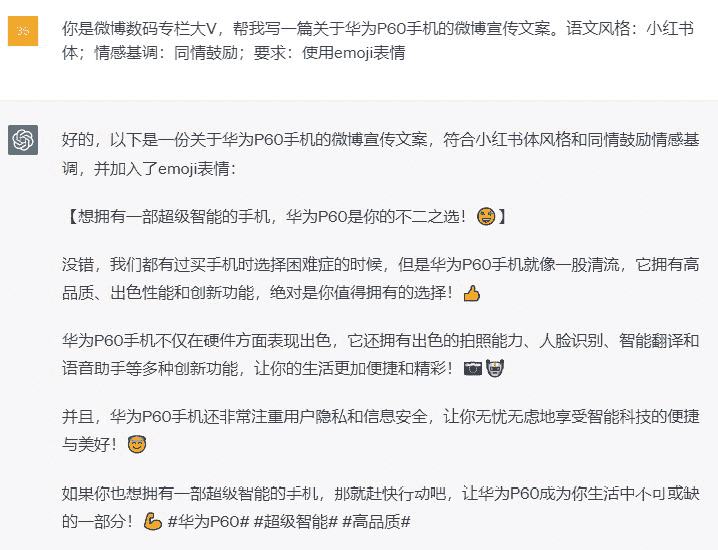 36
你是微博数码专栏大V，帮我写一篇关于华为P60手机的微博宣传文案。语文风格：小红书
体；情感基调：同情鼓励；要求：使用emoji表情
好的，以下是一份关于华为P60手机的微博宣传文案，符合小红书体风格和同情鼓励情感基
调，并加入了emoji表情：
【想拥有一部超级智能的手机，华为P60是你的不二之选！😆】
没错，我们都有过买手机时选择困难症的时候，但是华为P60手机就像一股清流，它拥有高
品质、出色性能和创新功能，绝对是你值得拥有的选择！👍
华为P60手机不仅在硬件方面表现出色，它还拥有出色的拍照能力、人脸识别、智能翻译和
语音助手等多种创新功能，让你的生活更加便捷和精彩！📷🤖
并且，华为P60手机还非常注重用户隐私和信息安全，让你无忧无虑地享受智能科技的便捷
与美好！😇
如果你也想拥有一部超级智能的手机，那就赶快行动吧，让华为P60成为你生活中不可或缺
的一部分！💪 #华为P60# #超级智能# #高品质#